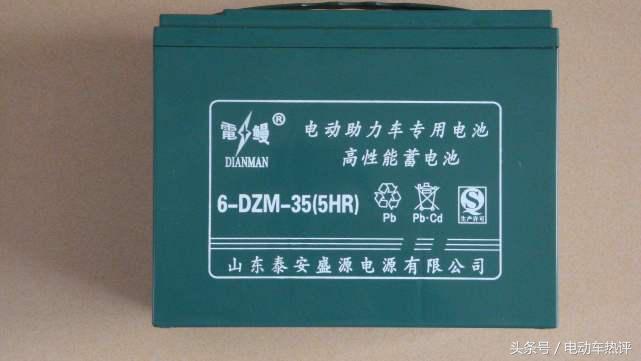 電鰻®
DIANMAN
电动助力车专用电池
高性能蓄电池
6-DZM-35(5HR)
Pb
Pb·Cd
生产许可
山东泰安盛源电源有限公司
头条号 / 电动车热评